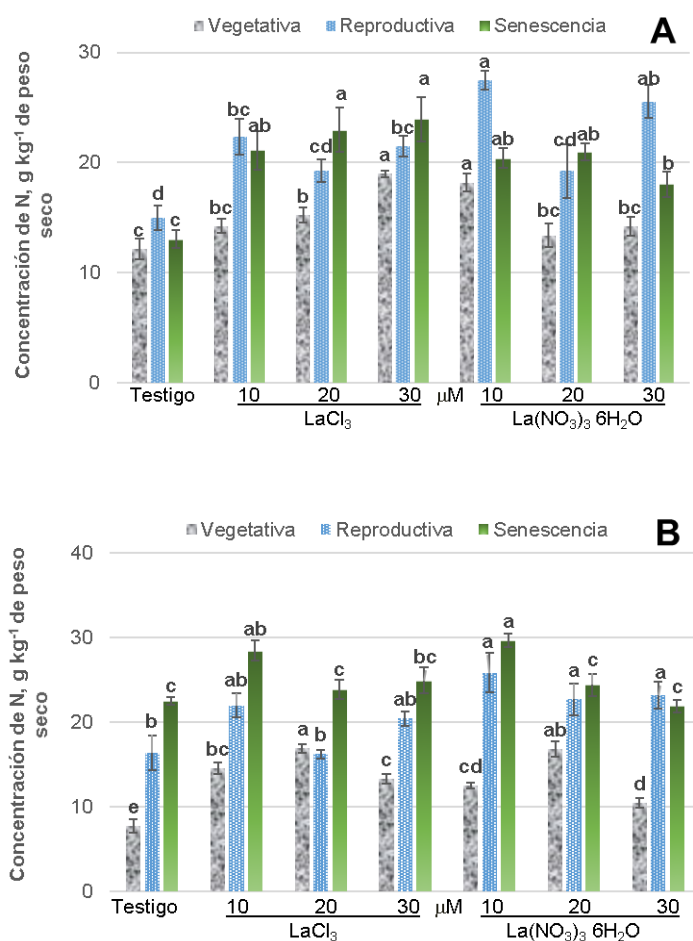 Vegetativa Reproductiva Senescencia A
Concentración de N, g kg⁻¹ de peso
seco
30
20
10
0
c d c
bc bc ab
b cd a
a bc a
a a ab
bc cd ab
bc ab b
Testigo 10 20 30 µM 10 20 30
LaCl₃ La(NO₃)₃ 6H₂O
Vegetativa Reproductiva Senescencia B
Concentración de N, g kg⁻¹ de peso
seco
40
30
20
10
0
e b c
bc ab ab
a b c
c ab bc
cd a a
ab a c
d a c
Testigo 10 20 30 µM 10 20 30
LaCl₃ La(NO₃)₃ 6H₂O